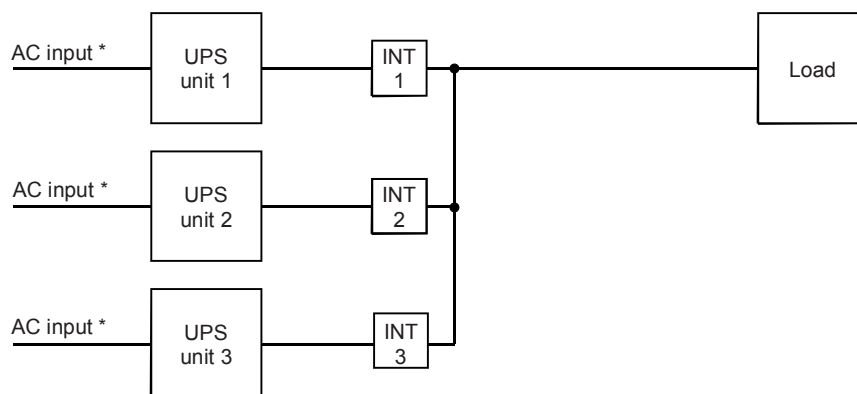 AC input *
UPS
unit 1
INT
1
Load
AC input *
UPS
unit 2
INT
2
AC input *
UPS
unit 3
INT
3